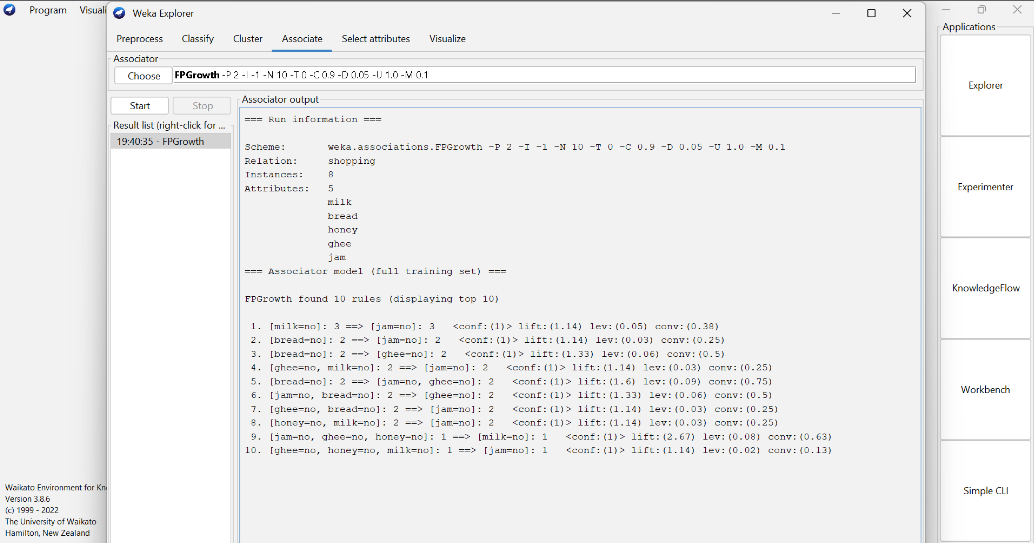 Program Visuali
Weka Explorer
Preprocess Classify Cluster Associate Select attributes Visualize
Associator
Choose FPGrowth -P 2 -I -1 -N 10 -T 0 -C 0.9 -D 0.05 -U 1.0 -M 0.1
Start Stop
Result list (right-click for ...
19:40:35 - FPGrowth
Associator output
=== Run information ===
Scheme: weka.associations.FPGrowth -P 2 -I -1 -N 10 -T 0 -C 0.9 -D 0.05 -U 1.0 -M 0.1
Relation: shopping
Instances: 8
Attributes: 5
milk
bread
honey
ghee
jam
=== Associator model (full training set) ===
FPGrowth found 10 rules (displaying top 10)
1. [milk=no]: 3 ==> [jam=no]: 3 <conf:(1)> lift:(1.14) lev:(0.05) conv:(0.38)
2. [bread=no]: 2 ==> [jam=no]: 2 <conf:(1)> lift:(1.14) lev:(0.03) conv:(0.25)
3. [bread=no]: 2 ==> [ghee=no]: 2 <conf:(1)> lift:(1.33) lev:(0.06) conv:(0.5)
4. [ghee=no, milk=no]: 2 ==> [jam=no]: 2 <conf:(1)> lift:(1.14) lev:(0.03) conv:(0.25)
5. [bread=no]: 2 ==> [jam=no, ghee=no]: 2 <conf:(1)> lift:(1.6) lev:(0.09) conv:(0.75)
6. [jam=no, bread=no]: 2 ==> [ghee=no]: 2 <conf:(1)> lift:(1.33) lev:(0.06) conv:(0.5)
7. [ghee=no, bread=no]: 2 ==> [jam=no]: 2 <conf:(1)> lift:(1.14) lev:(0.03) conv:(0.25)
8. [honey=no, milk=no]: 2 ==> [jam=no]: 2 <conf:(1)> lift:(1.14) lev:(0.03) conv:(0.25)
9. [jam=no, ghee=no, honey=no]: 1 ==> [milk=no]: 1 <conf:(1)> lift:(2.67) lev:(0.08) conv:(0.63)
10. [ghee=no, honey=no, milk=no]: 1 ==> [jam=no]: 1 <conf:(1)> lift:(1.14) lev:(0.02) conv:(0.13)
Waikato Environment for Kn
Version 3.8.6
(c) 1999 - 2022
The University of Waikato
Hamilton, New Zealand
Applications
Explorer
Experimenter
KnowledgeFlow
Workbench
Simple CLI